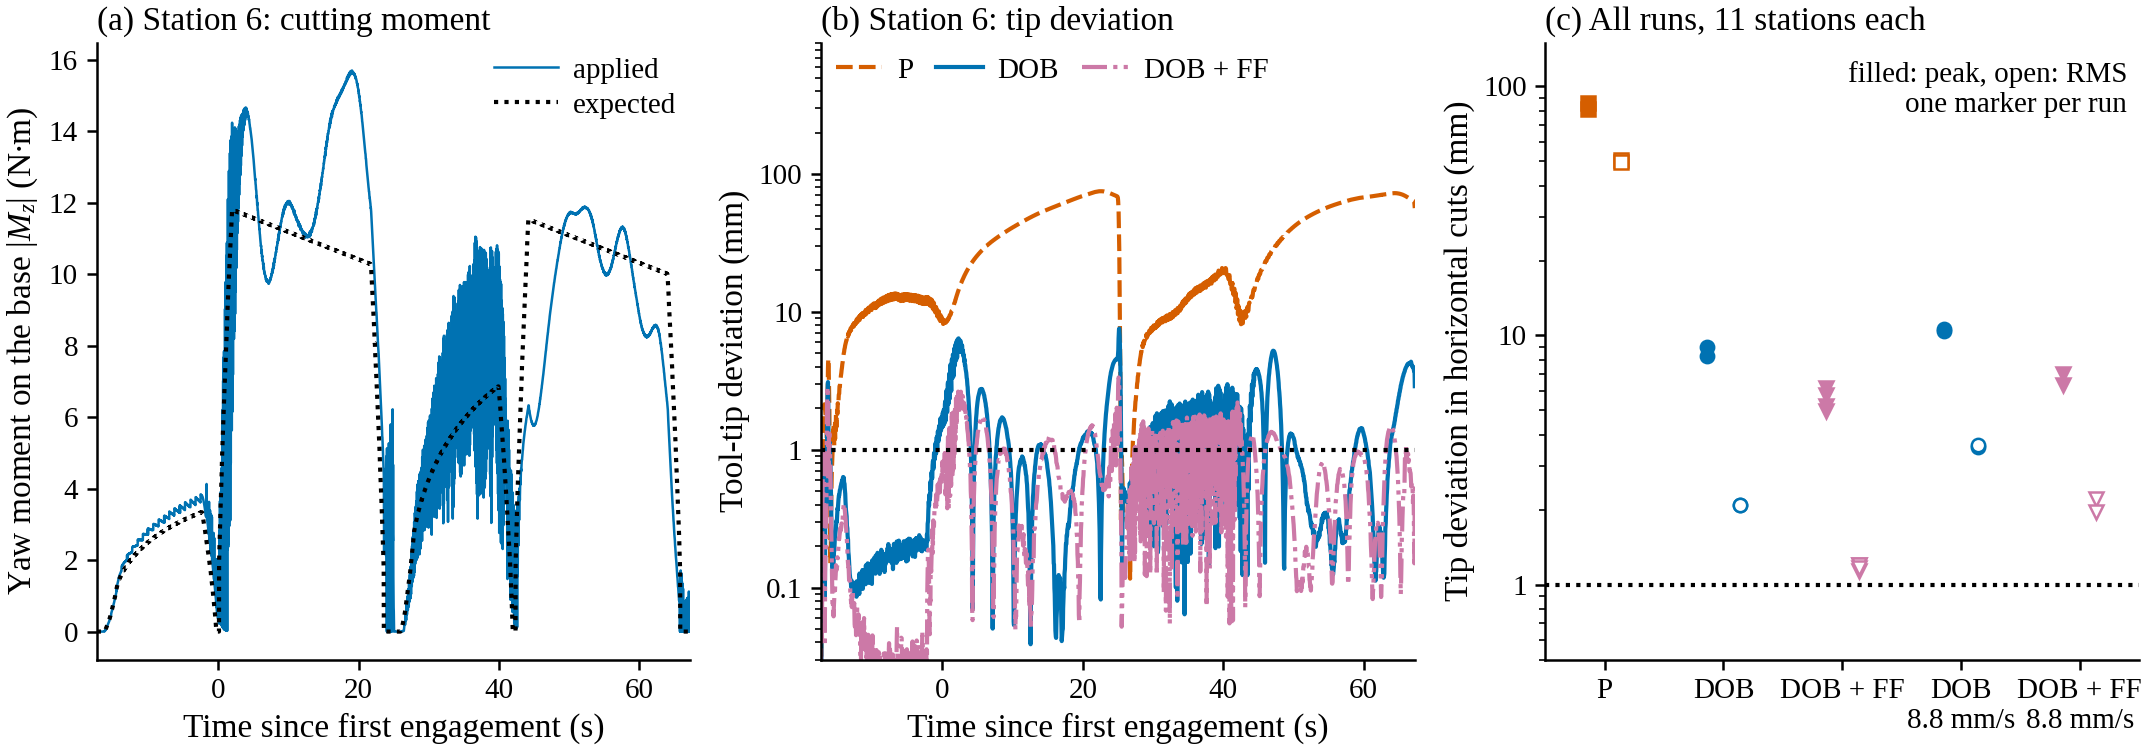 (a) Station 6: cutting moment
Yaw moment on the base |M_z| (N·m)
16
14
12
10
8
6
4
2
0
applied
expected
0 20 40 60
Time since first engagement (s)
(b) Station 6: tip deviation
Tool-tip deviation (mm)
P DOB DOB + FF
100
10
1
0.1
0 20 40 60
Time since first engagement (s)
(c) All runs, 11 stations each
Tip deviation in horizontal cuts (mm)
filled: peak, open: RMS
one marker per run
100
10
1
P DOB DOB + FF DOB DOB + FF
8.8 mm/s 8.8 mm/s